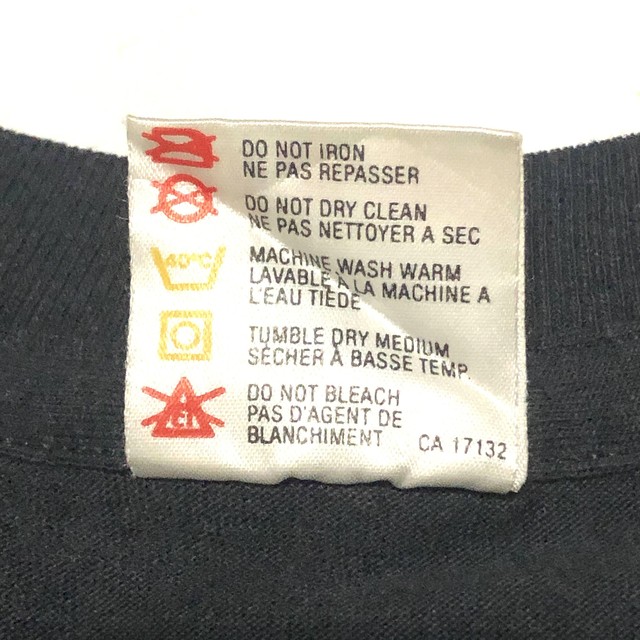 DO NOT IRON
NE PAS REPASSER
DO NOT DRY CLEAN
NE PAS NETTOYER A SEC
40°C
MACHINE WASH WARM
LAVABLE À LA MACHINE A
L'EAU TIÈDE
TUMBLE DRY MEDIUM
SÉCHER À BASSE TEMP.
Cl
DO NOT BLEACH
PAS D'AGENT DE
BLANCHIMENT CA 17132